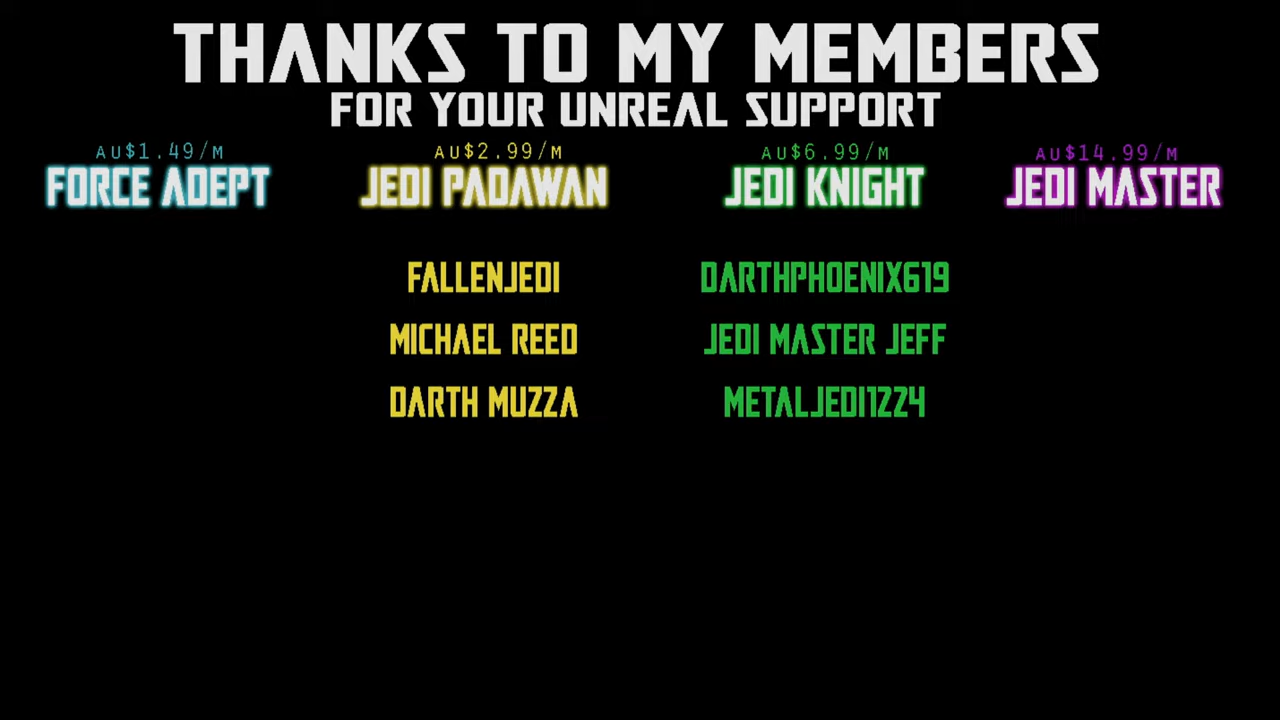 THANKS TO MY MEMBERS
FOR YOUR UNREAL SUPPORT
AU$1.49/M AU$2.99/M AU$6.99/M AU$14.99/M
FORCE ADEPT JEDI PADAWAN JEDI KNIGHT JEDI MASTER
FALLENJEDI DARTHPHOENIX619
MICHAEL REED JEDI MASTER JEFF
DARTH MUZZA METALJEDI1224